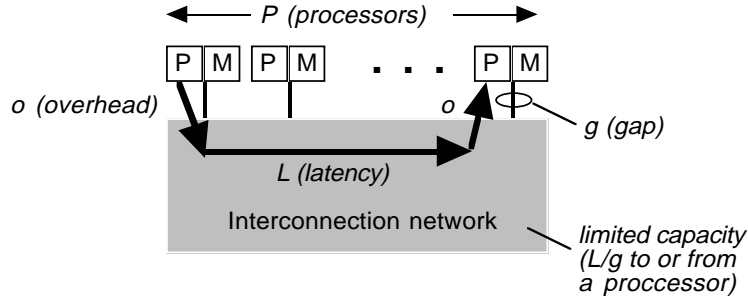 P (processors)
P M P M . . . P M
o (overhead)
o
g (gap)
L (latency)
Interconnection network
limited capacity
(L/g to or from
a proccessor)